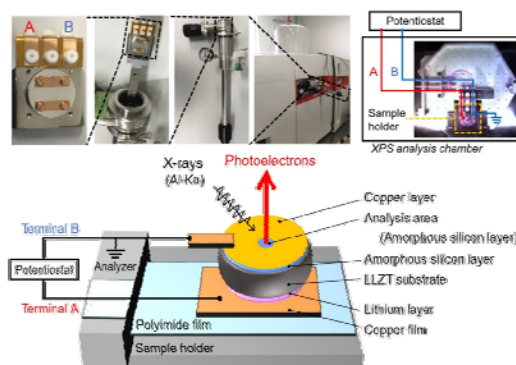 A
B
Potentiostat
A
B
Sample
holder
XPS analysis chamber
X-rays
(Al-Kα)
Photoelectrons
Copper layer
Analysis area
(Amorphous silicon layer)
Amorphous silicon layer
LLZT substrate
Lithium layer
Copper film
Terminal B
Analyzer
Potentiostat
Terminal A
Polyimide film
Sample holder